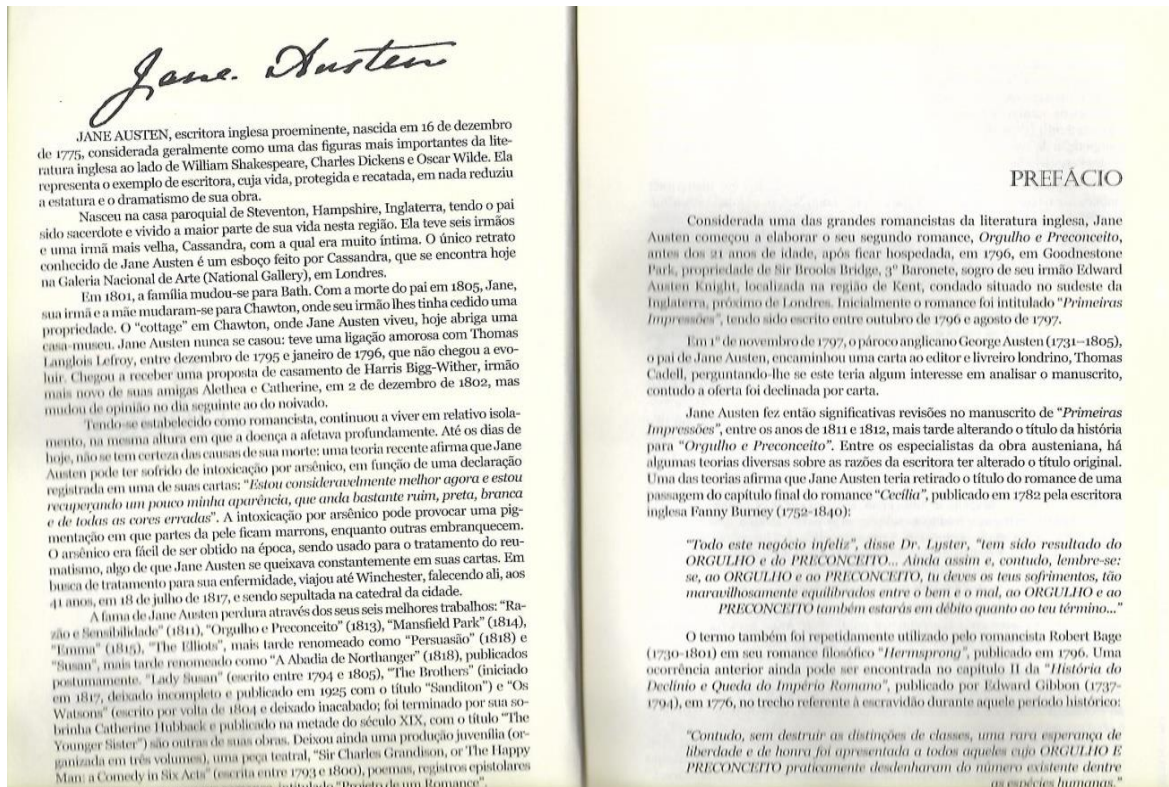 Jane Austen
JANE AUSTEN, escritora inglesa proeminente, nascida em 16 de dezembro
de 1775, considerada geralmente como uma das figuras mais importantes da lite-
ratura inglesa ao lado de William Shakespeare, Charles Dickens e Oscar Wilde. Ela
representa o exemplo de escritora, cuja vida, protegida e recatada, em nada reduziu
a estatura e o dramatismo de sua obra.
Nasceu na casa paroquial de Steventon, Hampshire, Inglaterra, tendo o pai
sido sacerdote e vivido a maior parte de sua vida nesta região. Ela teve seis irmãos
e uma irmã mais velha, Cassandra, com a qual era muito íntima. O único retrato
conhecido de Jane Austen é um esboço feito por Cassandra, que se encontra hoje
na Galeria Nacional de Arte (National Gallery), em Londres.
Em 1801, a família mudou-se para Bath. Com a morte do pai em 1805, Jane,
sua irmã e a mãe mudaram-se para Chawton, onde seu irmão lhes tinha cedido uma
propriedade. O “cottage” em Chawton, onde Jane Austen viveu, hoje abriga uma
casa-museu. Jane Austen nunca se casou: teve uma ligação amorosa com Thomas
Langlois Lefroy, entre dezembro de 1795 e janeiro de 1796, que não chegou a evo-
luir. Chegou a receber uma proposta de casamento de Harris Bigg-Wither, irmão
mais novo de suas amigas Alethea e Catherine, em 2 de dezembro de 1802, mas
mudou de opinião no dia seguinte ao do noivado.
Tendo-se estabelecido como romancista, continuou a viver em relativo isola-
mento, na mesma altura em que a doença a afetava profundamente. Até os dias de
hoje, não se tem certeza das causas de sua morte: uma teoria recente afirma que Jane
Austen pode ter sofrido de intoxicação por arsênico, em função de uma declaração
registrada em uma de suas cartas: “Estou consideravelmente melhor agora e estou
recuperando um pouco minha aparência, que anda bastante ruim, preta, branca
e de todas as cores erradas”. A intoxicação por arsênico pode provocar uma pig-
mentação em que partes da pele ficam marrons, enquanto outras embranquecem.
O arsênico era fácil de ser obtido na época, sendo usado para o tratamento do reu-
matismo, algo de que Jane Austen se queixava constantemente em suas cartas. Em
busca de tratamento para sua enfermidade, viajou até Winchester, falecendo ali, aos
41 anos, em 18 de julho de 1817, e sendo sepultada na catedral da cidade.
A fama de Jane Austen perdura através dos seus seis melhores trabalhos: “Ra-
zão e Sensibilidade” (1811), “Orgulho e Preconceito” (1813), “Mansfield Park” (1814),
“Emma” (1815), “The Elliots”, mais tarde renomeado como “Persuasão” (1818) e
“Susan”, mais tarde renomeado como “A Abadia de Northanger” (1818), publicados
postumamente. “Lady Susan” (escrito entre 1794 e 1805), “The Brothers” (iniciado
em 1817, deixado incompleto e publicado em 1925 com o título “Sanditon”) e “Os
Watsons” (escrito por volta de 1804 e deixado inacabado; foi terminado por sua so-
brinha Catherine Hubback e publicado na metade do século XIX, com o título “The
Younger Sister”) são outras de suas obras. Deixou ainda uma produção juvenília (or-
ganizada em três volumes), uma peça teatral, “Sir Charles Grandison, or The Happy
Man: a Comedy in Six Acts” (escrita entre 1793 e 1800), poemas, registros epistolares
intitulado “Projeto de um Romance”.
PREFÁCIO
Considerada uma das grandes romancistas da literatura inglesa, Jane
Austen começou a elaborar o seu segundo romance, Orgulho e Preconceito,
antes dos 21 anos de idade, após ficar hospedada, em 1796, em Goodnestone
Park, propriedade de Sir Brooks Bridge, 3º Baronete, sogro de seu irmão Edward
Austen Knight, localizada na região de Kent, condado situado no sudeste da
Inglaterra, próximo de Londres. Inicialmente o romance foi intitulado “Primeiras
Impressões”, tendo sido escrito entre outubro de 1796 e agosto de 1797.
Em 1º de novembro de 1797, o pároco anglicano George Austen (1731–1805),
o pai de Jane Austen, encaminhou uma carta ao editor e livreiro londrino, Thomas
Cadell, perguntando-lhe se este teria algum interesse em analisar o manuscrito,
contudo a oferta foi declinada por carta.
Jane Austen fez então significativas revisões no manuscrito de “Primeiras
Impressões”, entre os anos de 1811 e 1812, mais tarde alterando o título da história
para “Orgulho e Preconceito”. Entre os especialistas da obra austeniana, há
algumas teorias diversas sobre as razões da escritora ter alterado o título original.
Uma das teorias afirma que Jane Austen teria retirado o título do romance de uma
passagem do capítulo final do romance “Cecília”, publicado em 1782 pela escritora
inglesa Fanny Burney (1752-1840):
“Todo este negócio infeliz”, disse Dr. Lyster, “tem sido resultado do
ORGULHO e do PRECONCEITO... Ainda assim e, contudo, lembre-se:
se, ao ORGULHO e ao PRECONCEITO, tu deves os teus sofrimentos, tão
maravilhosamente equilibrados entre o bem e o mal, ao ORGULHO e ao
PRECONCEITO também estarás em débito quanto ao teu término...”
O termo também foi repetidamente utilizado pelo romancista Robert Bage
(1730-1801) em seu romance filosófico “Hermsprong”, publicado em 1796. Uma
ocorrência anterior ainda pode ser encontrada no capítulo II da “História do
Declínio e Queda do Império Romano”, publicado por Edward Gibbon (1737-
1794), em 1776, no trecho referente à escravidão durante aquele período histórico:
“Contudo, sem destruir as distinções de classes, uma rara esperança de
liberdade e de honra foi apresentada a todos aqueles cujo ORGULHO E
PRECONCEITO praticamente desdenharam do número existente dentre
as espécies humanas.”